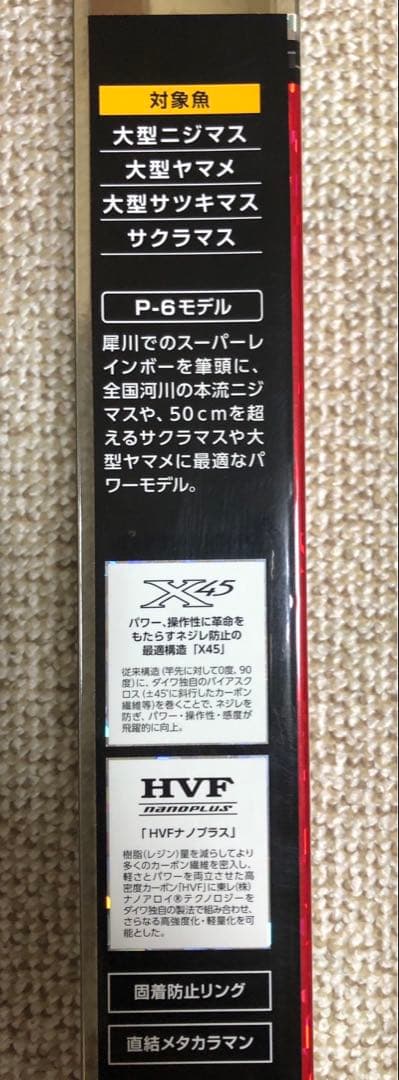 対象魚
大型ニジマス
大型ヤマメ
大型サツキマス
サクラマス
P-6モデル
犀川でのスーパーレ
インボーを筆頭に、
全国河川の本流ニジ
マスや、50cmを超
えるサクラマスや大
型ヤマメに最適なパ
ワーモデル。
X45
パワー、操作性に革命を
もたらすネジレ防止の
最適構造「X45」
従来構造(竿先に対して0度、90
度)に、ダイワ独自のバイアスク
ロス(±45°に斜行したカーボン
繊維等)を巻くことで、ネジレを
防ぎ、パワー・操作性・感度が
飛躍的に向上。
HVF
nanoplus
「HVFナノプラス」
樹脂(レジン)量を減らしてより
多くのカーボン繊維を密入し、
軽さとパワーを両立させた高
密度カーボン「HVF」に東レ(株)
ナノアロイ®テクノロジーを
ダイワ独自の製法で組み合わせ、
さらなる高強度化・軽量化を可
能とした。
固着防止リング
直結メタカラマン